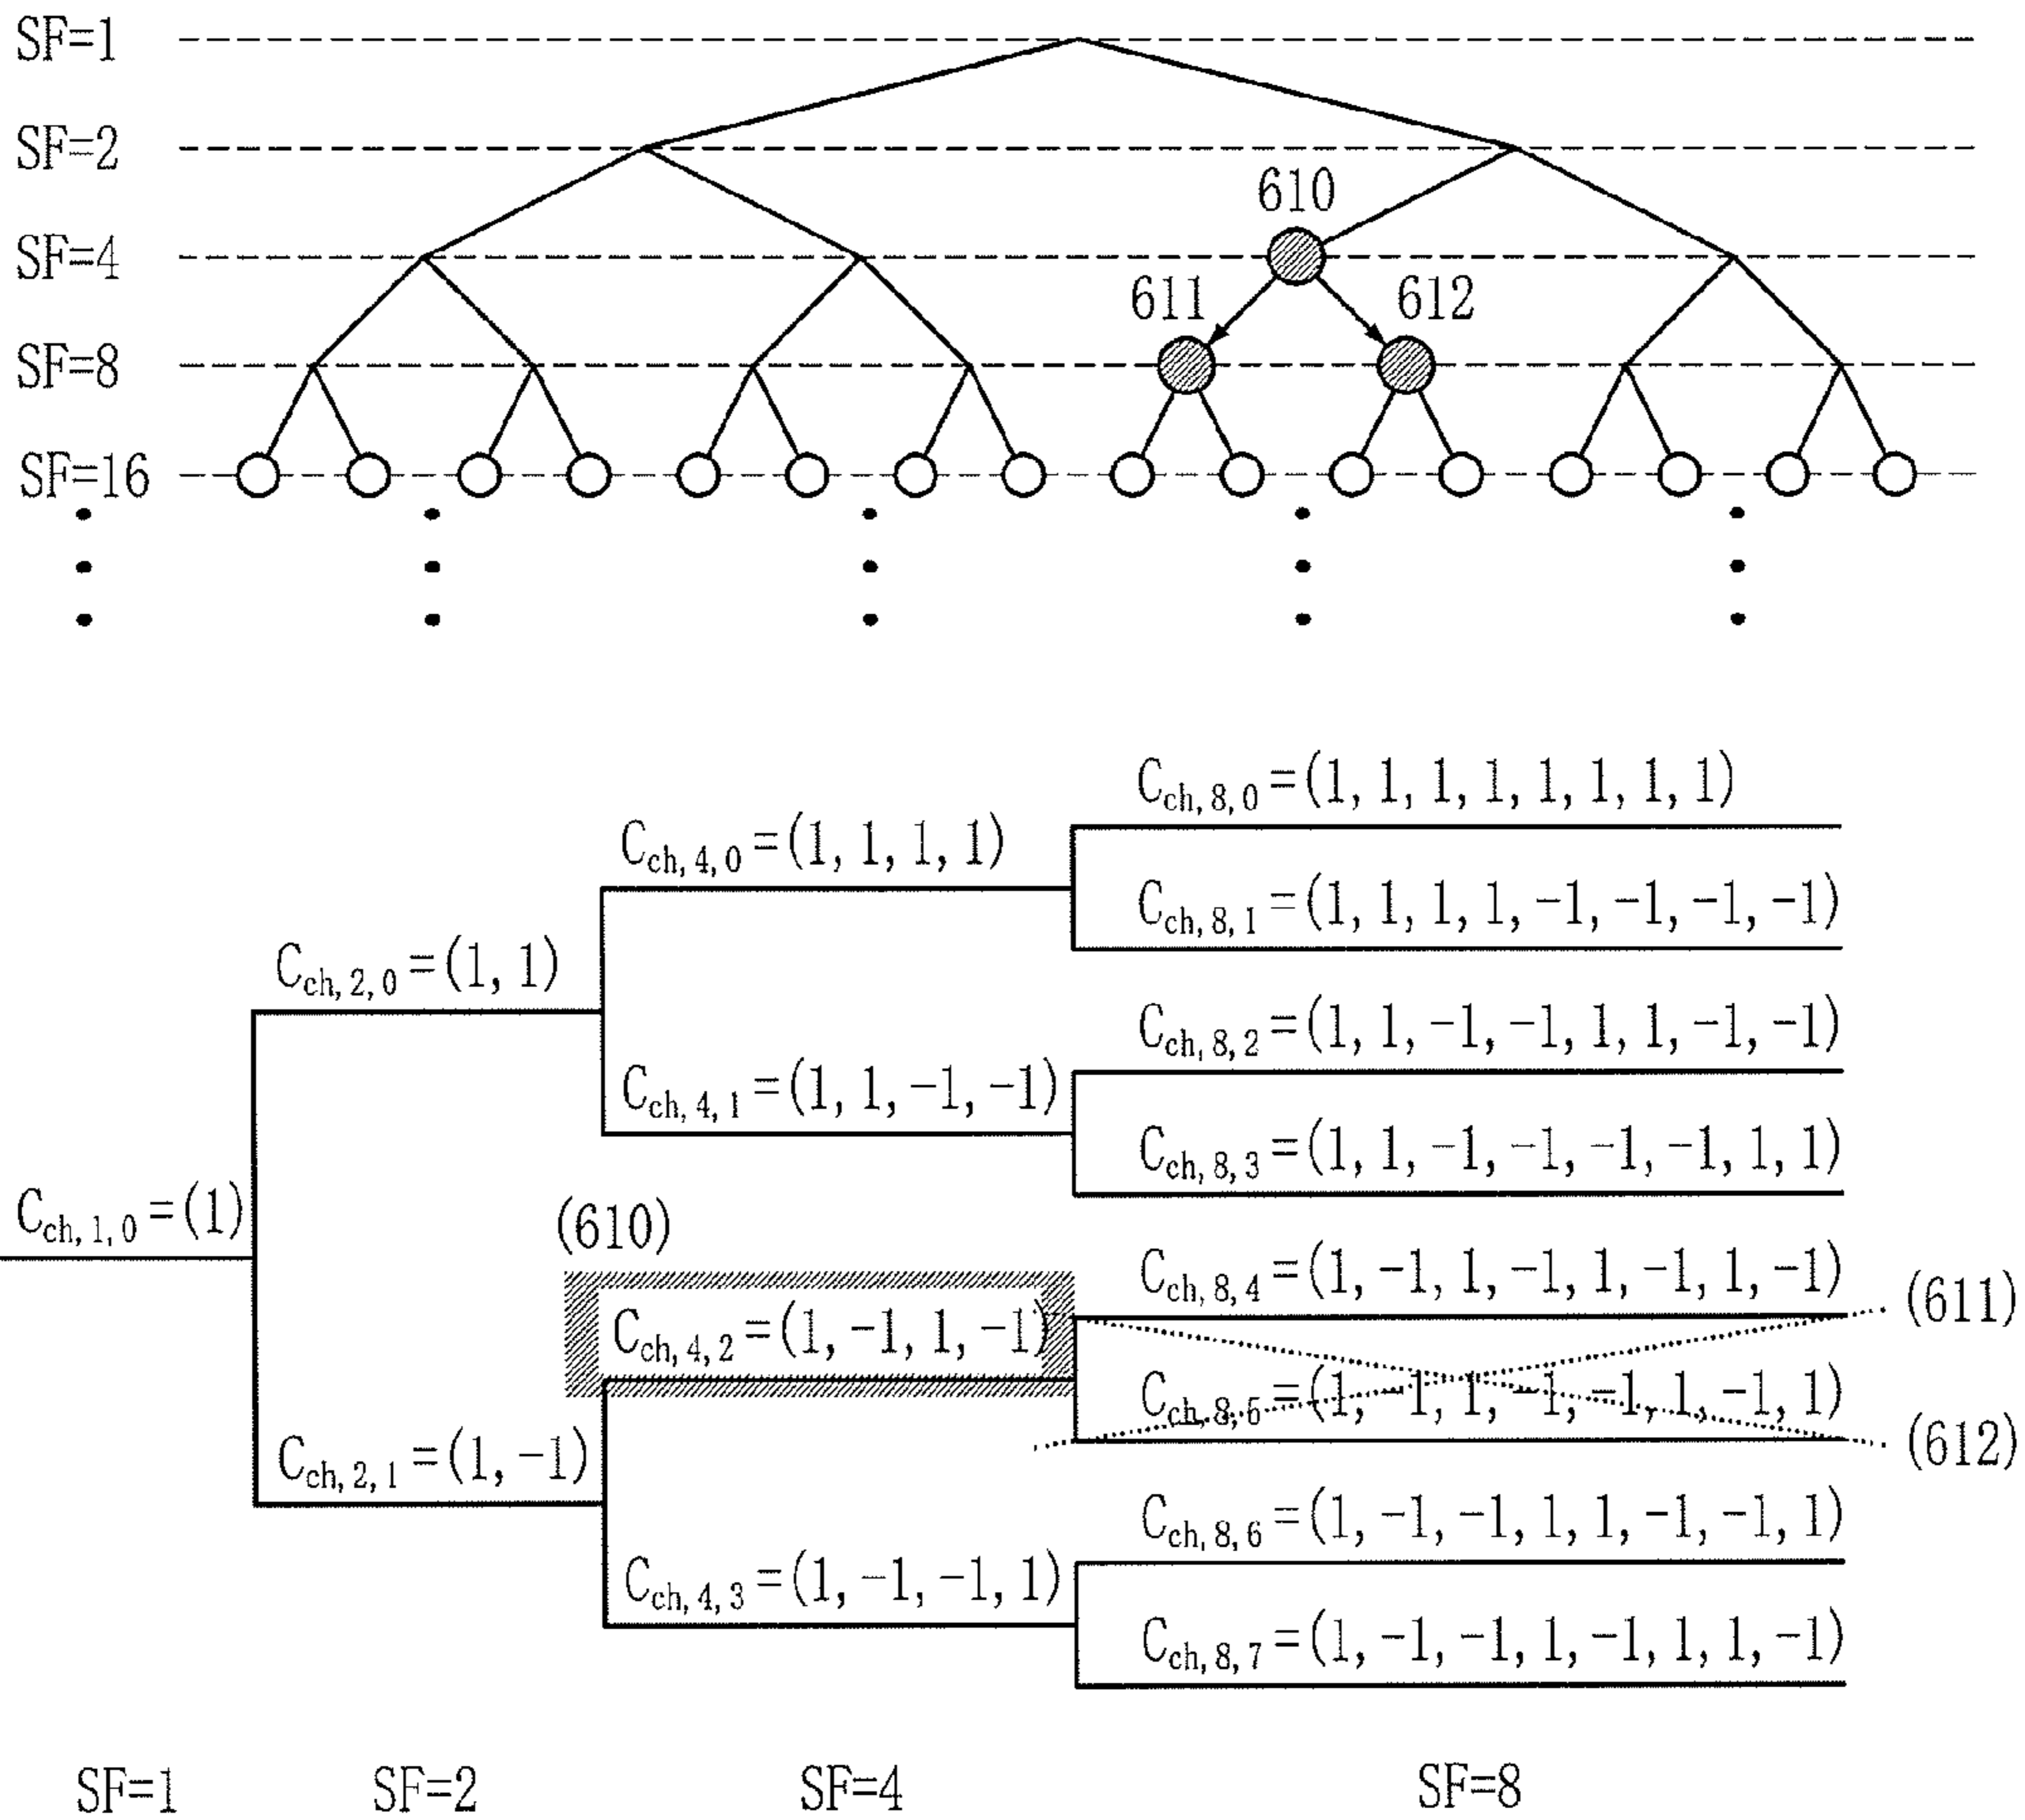 SF=1
SF=2
610
SF=4
611
612
SF=8
SF=16
C_ch,8,0=(1, 1, 1, 1, 1, 1, 1, 1)
C_ch,4,0=(1, 1, 1, 1)
C_ch,8,1=(1, 1, 1, 1, -1, -1, -1, -1)
C_ch,2,0=(1, 1)
C_ch,8,2=(1, 1, -1, -1, 1, 1, -1, -1)
C_ch,4,1=(1, 1, -1, -1)
C_ch,8,3=(1, 1, -1, -1, -1, -1, 1, 1)
C_ch,1,0=(1)
(610)
C_ch,8,4=(1, -1, 1, -1, 1, -1, 1, -1)
(611)
C_ch,4,2=(1, -1, 1, -1)
C_ch,8,5=(1, -1, 1, -1, -1, 1, -1, 1)
(612)
C_ch,2,1=(1, -1)
C_ch,8,6=(1, -1, -1, 1, 1, -1, -1, 1)
C_ch,4,3=(1, -1, -1, 1)
C_ch,8,7=(1, -1, -1, 1, -1, 1, 1, -1)
SF=1 SF=2 SF=4 SF=8